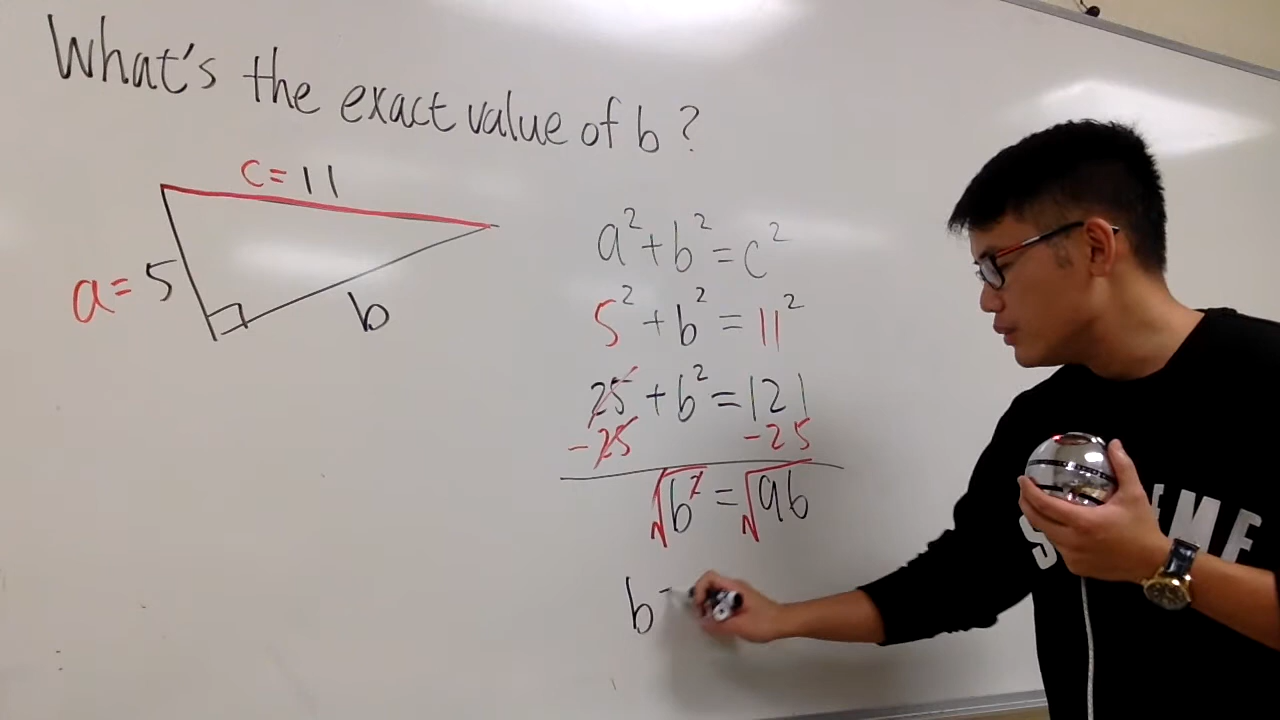 What's the exact value of b?
c = 11
a = 5
b
a² + b² = c²
5² + b² = 11²
25 + b² = 121
-25 -25
√b² = √96
b =